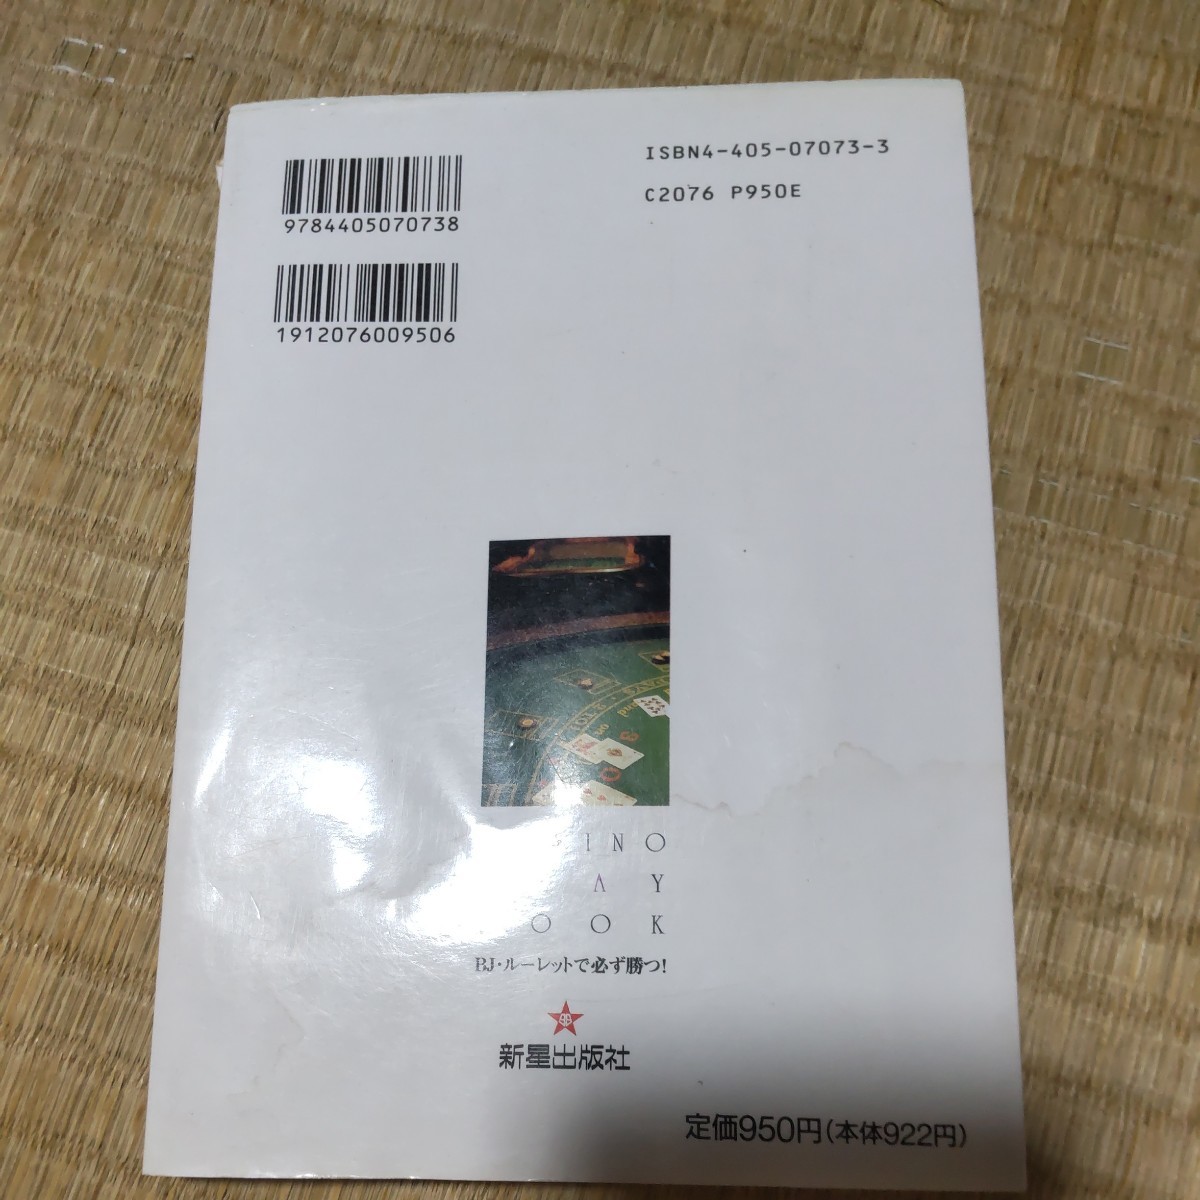 ISBN4-405-07073-3
C2076 P950E
9784405070738
1912076009506
INO
A Y
OOK
BJ・ルーレットで必ず勝つ!
新星出版社
定価950円(本体922円)